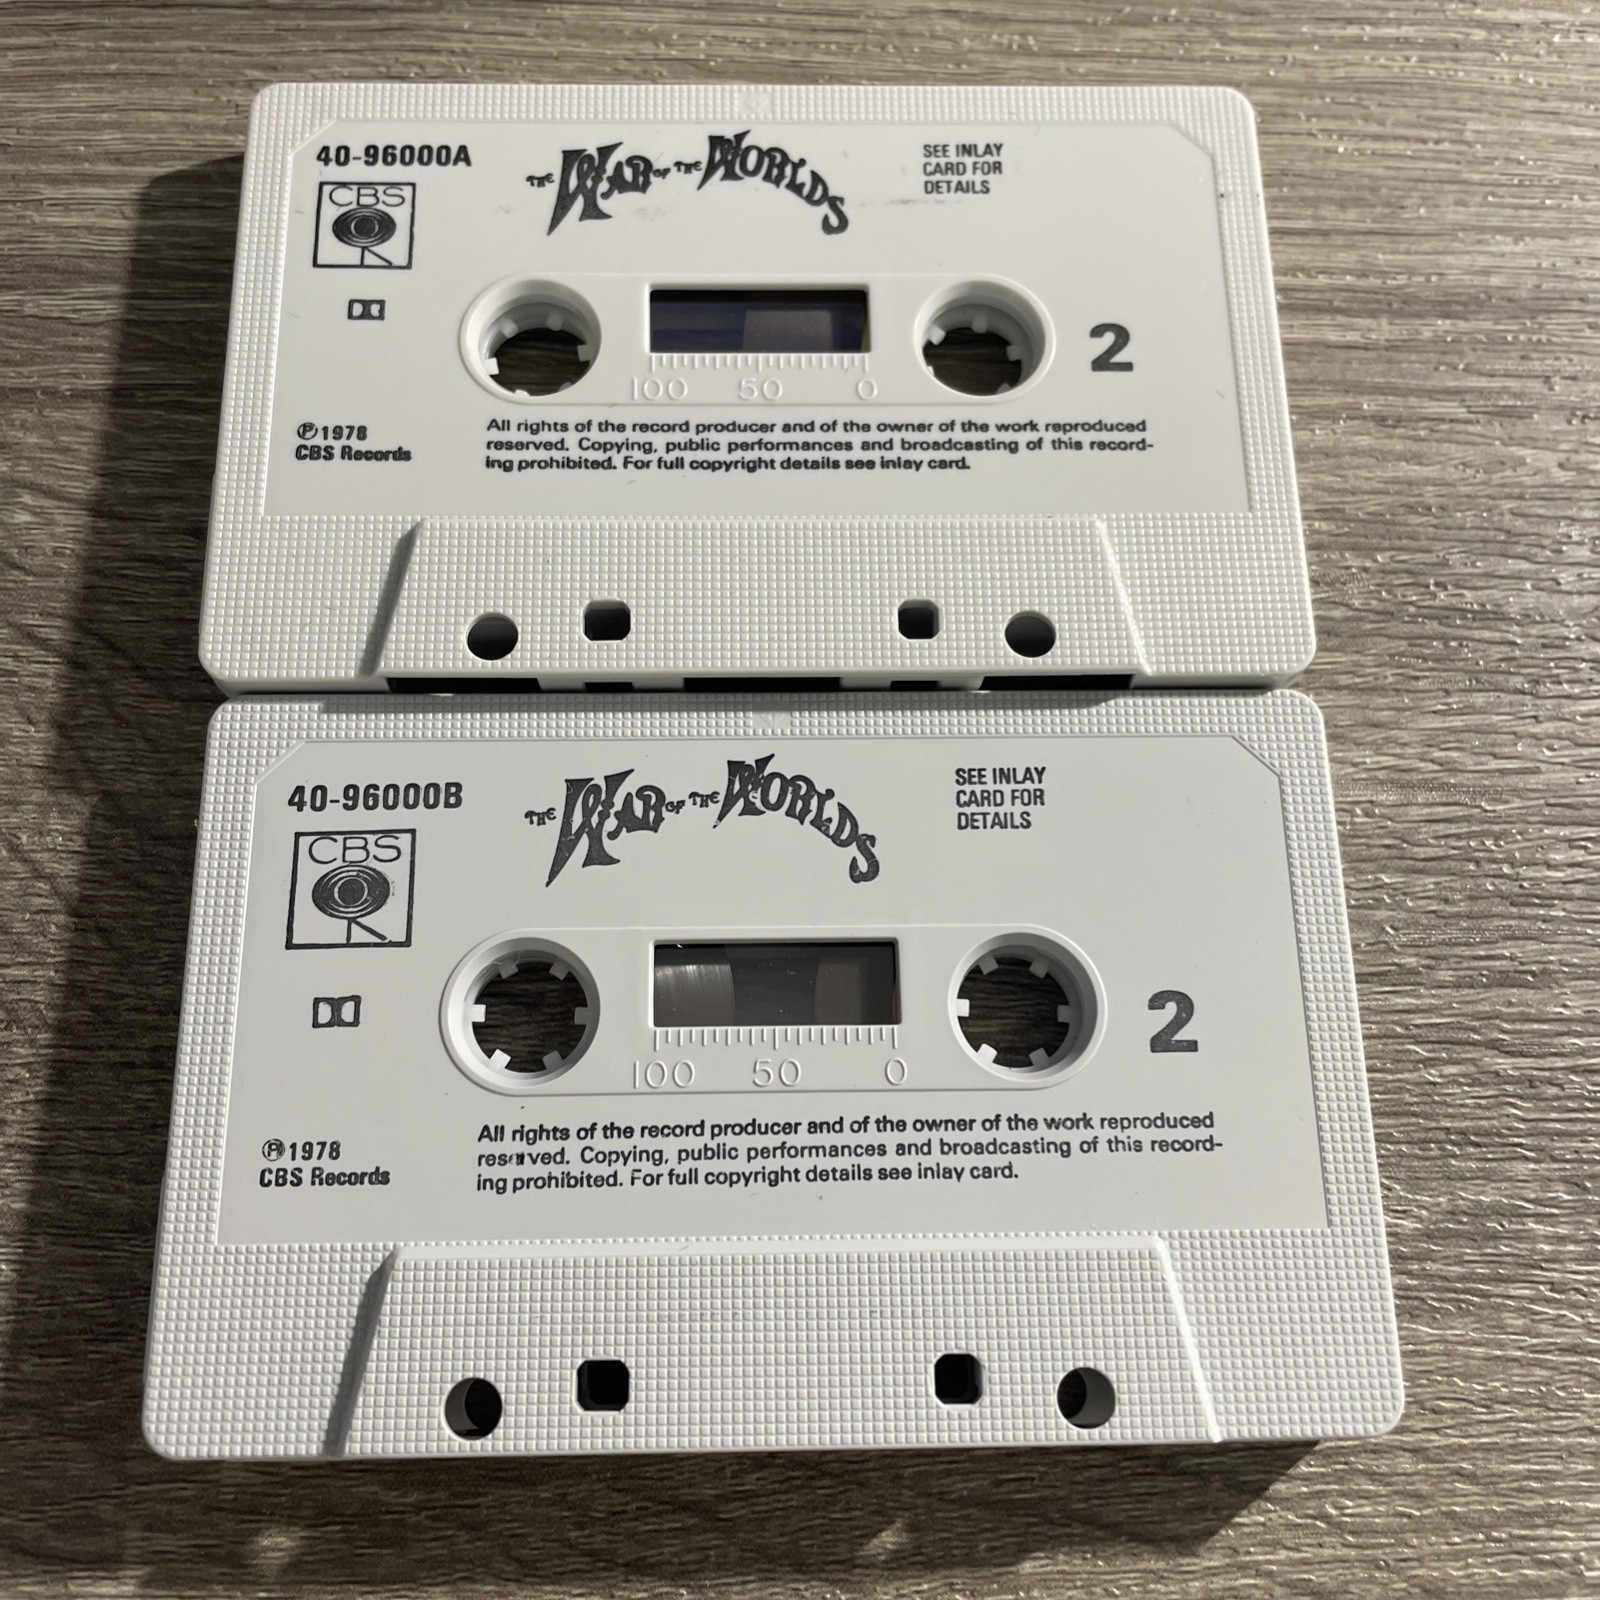 40-96000A
THE WAR OF THE WORLDS
SEE INLAY
CARD FOR
DETAILS
CBS
2
100 50 0
℗1978
CBS Records
All rights of the record producer and of the owner of the work reproduced
reserved. Copying, public performances and broadcasting of this record-
ing prohibited. For full copyright details see inlay card.
40-96000B
THE WAR OF THE WORLDS
SEE INLAY
CARD FOR
DETAILS
CBS
2
100 50 0
℗1978
CBS Records
All rights of the record producer and of the owner of the work reproduced
reserved. Copying, public performances and broadcasting of this record-
ing prohibited. For full copyright details see inlay card.